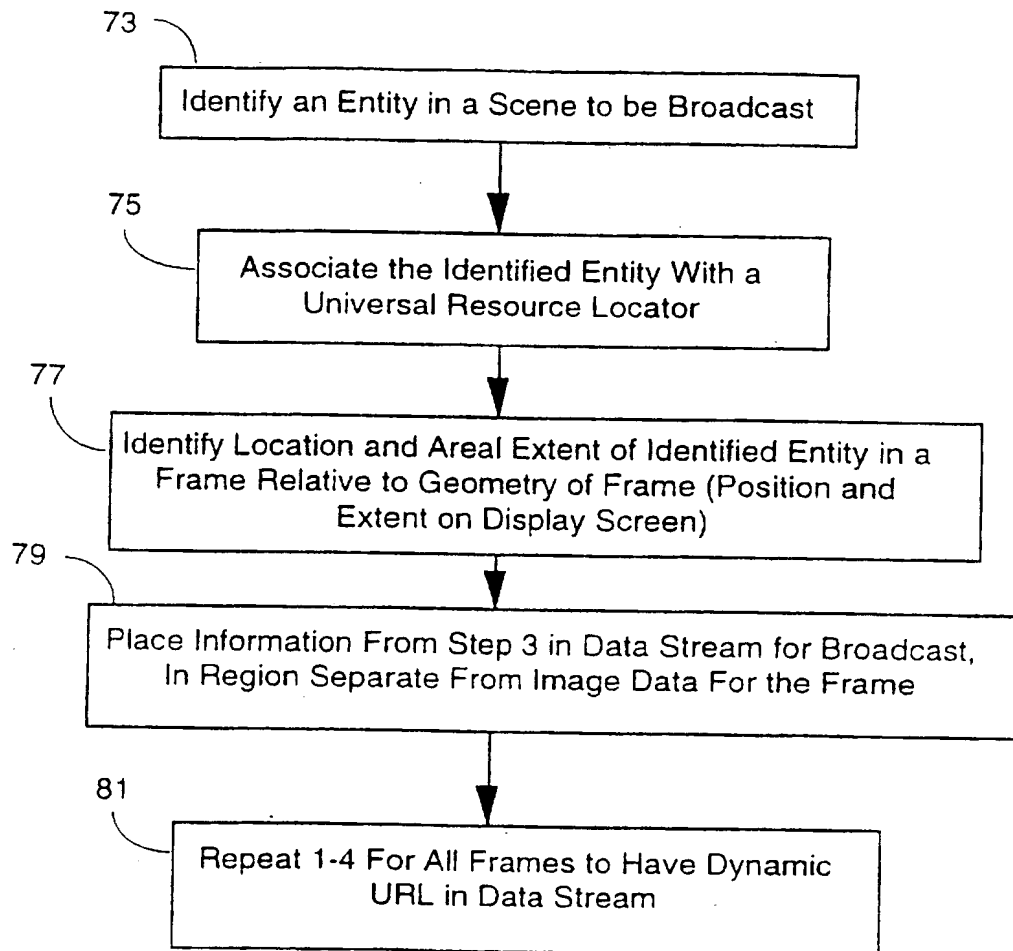 73
Identify an Entity in a Scene to be Broadcast
75
Associate the Identified Entity With a
Universal Resource Locator
77
Identify Location and Areal Extent of Identified Entity in a
Frame Relative to Geometry of Frame (Position and
Extent on Display Screen)
79
Place Information From Step 3 in Data Stream for Broadcast,
In Region Separate From Image Data For the Frame
81
Repeat 1-4 For All Frames to Have Dynamic
URL in Data Stream